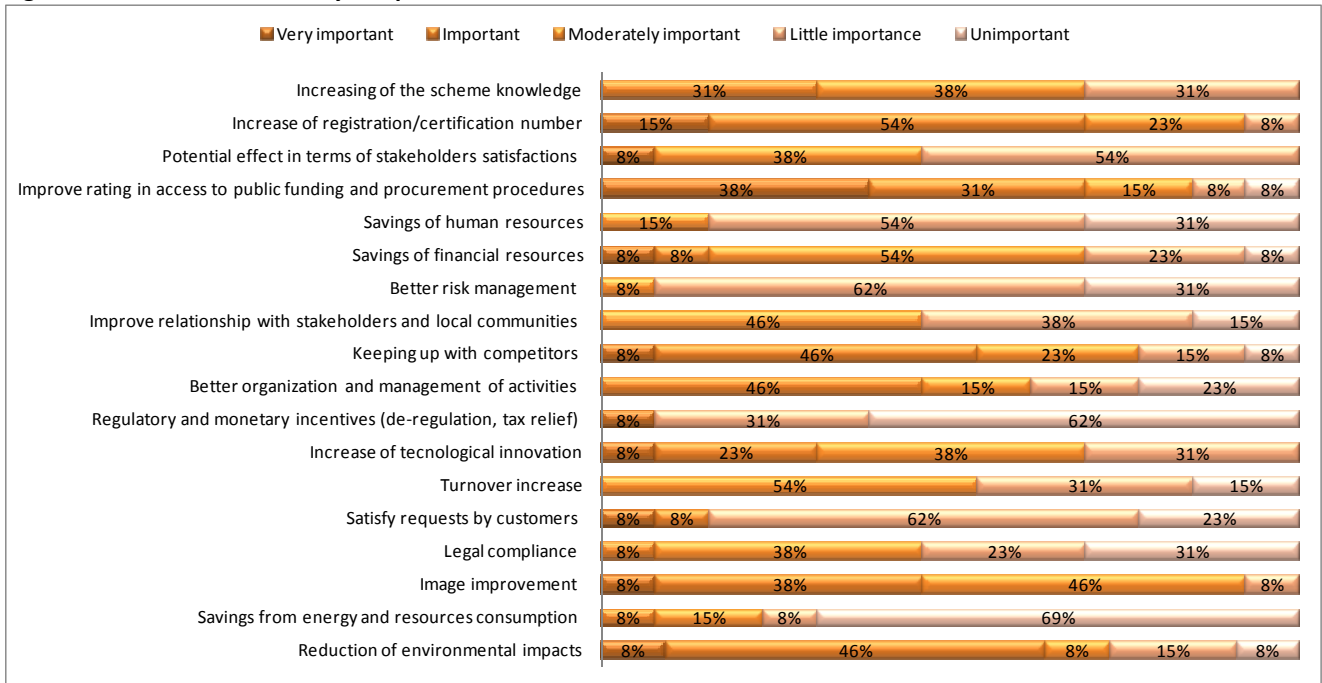 Very important Important Moderately important Little importance Unimportant
Increasing of the scheme knowledge 31% 38% 31%
Increase of registration/certification number 15% 54% 23% 8%
Potential effect in terms of stakeholders satisfactions 8% 38% 54%
Improve rating in access to public funding and procurement procedures 38% 31% 15% 8% 8%
Savings of human resources 15% 54% 31%
Savings of financial resources 8% 8% 54% 23% 8%
Better risk management 8% 62% 31%
Improve relationship with stakeholders and local communities 46% 38% 15%
Keeping up with competitors 8% 46% 23% 15% 8%
Better organization and management of activities 46% 15% 15% 23%
Regulatory and monetary incentives (de-regulation, tax relief) 8% 31% 62%
Increase of tecnological innovation 8% 23% 38% 31%
Turnover increase 54% 31% 15%
Satisfy requests by customers 8% 8% 62% 23%
Legal compliance 8% 38% 23% 31%
Image improvement 8% 38% 46% 8%
Savings from energy and resources consumption 8% 15% 8% 69%
Reduction of environmental impacts 8% 46% 8% 15% 8%